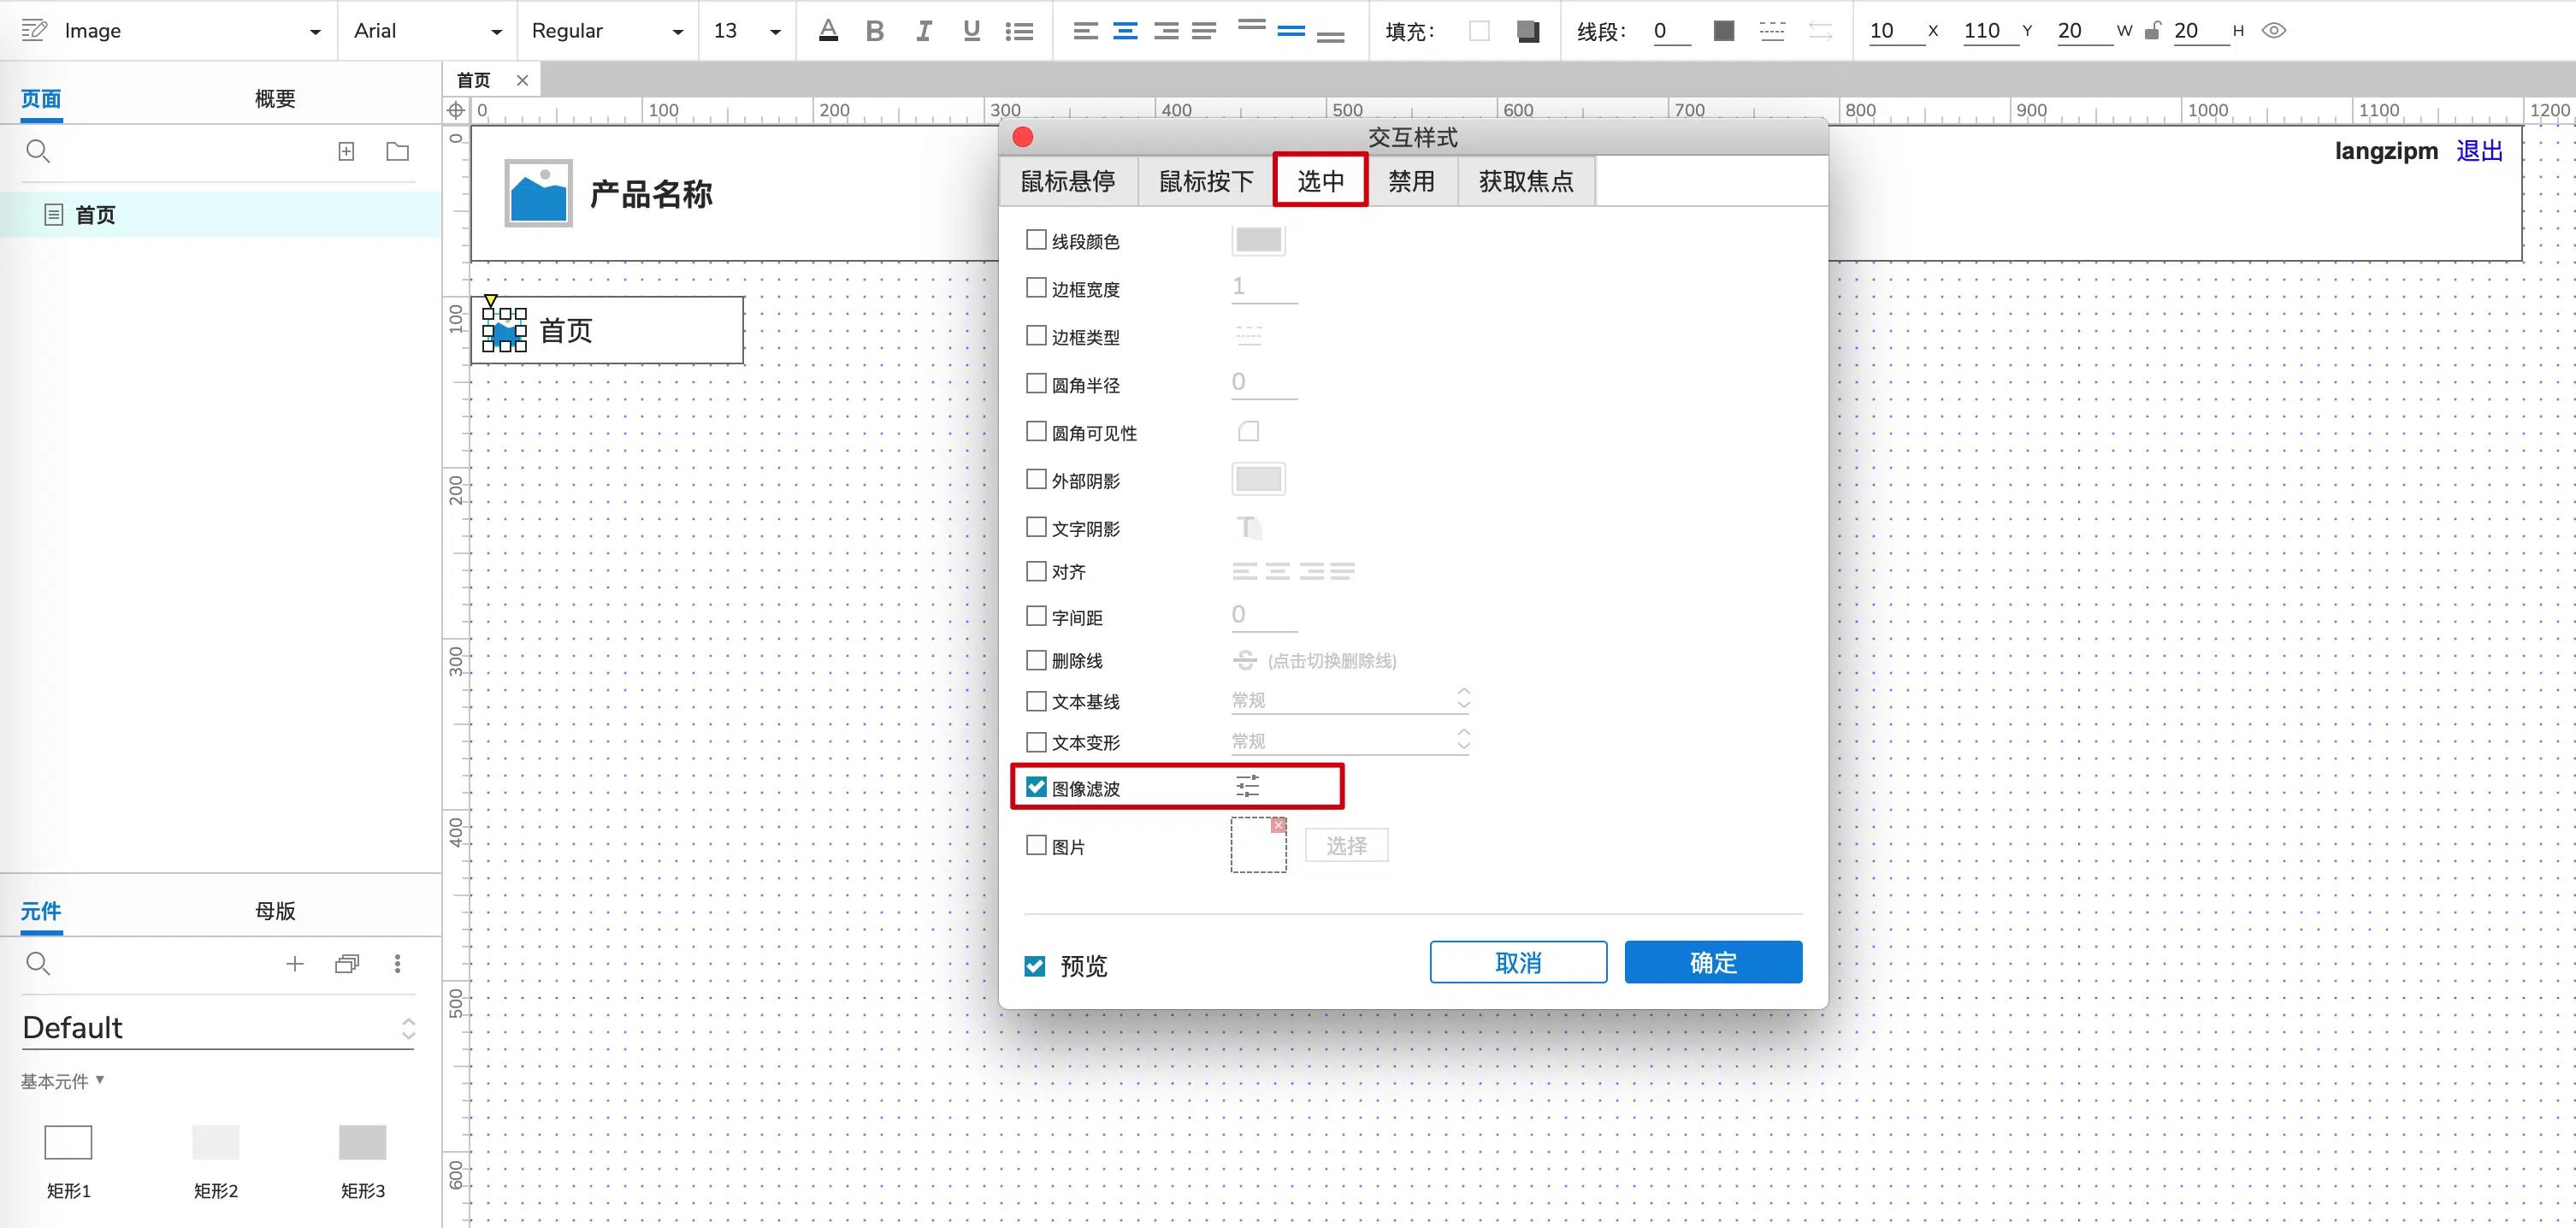 Image Arial Regular 13 填充： 线段： 0 10 X 110 Y 20 W 20 H
页面 概要
首页
首页
0 100 200 300 400 500 600 700 800 900 1000 1100 1200
0
100
200
300
400
500
600
产品名称
langzipm 退出
首页
交互样式
鼠标悬停 鼠标按下 选中 禁用 获取焦点
线段颜色
边框宽度 1
边框类型
圆角半径 0
圆角可见性
外部阴影
文字阴影
对齐
字间距 0
删除线 (点击切换删除线)
文本基线 常规
文本变形 常规
图像滤波
图片 选择
预览 取消 确定
元件 母版
Default
基本元件
矩形1 矩形2 矩形3